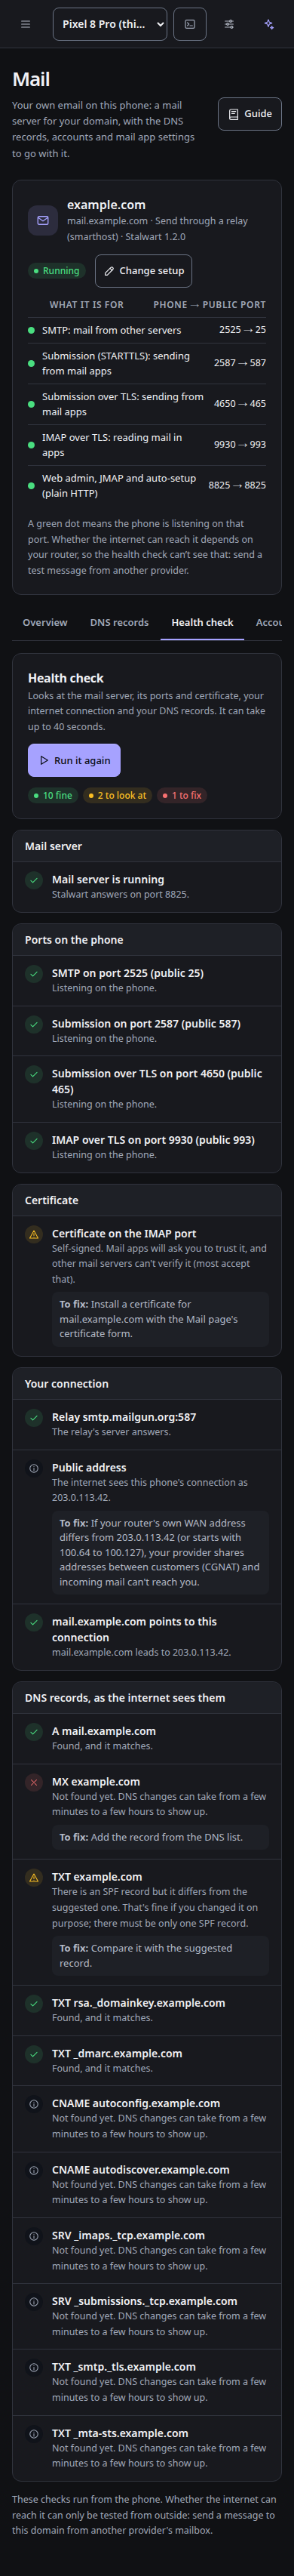 Pixel 8 Pro (thi...
Mail
Your own email on this phone: a mail
server for your domain, with the DNS
records, accounts and mail app settings
to go with it.
Guide
example.com
mail.example.com · Send through a relay
(smarthost) · Stalwart 1.2.0
Running
Change setup
WHAT IT IS FOR PHONE → PUBLIC PORT
SMTP: mail from other servers 2525 → 25
Submission (STARTTLS): sending
from mail apps 2587 → 587
Submission over TLS: sending from
mail apps 4650 → 465
IMAP over TLS: reading mail in
apps 9930 → 993
Web admin, JMAP and auto-setup
(plain HTTP) 8825 → 8825
A green dot means the phone is listening on that
port. Whether the internet can reach it depends on
your router, so the health check can't see that: send a
test message from another provider.
Overview DNS records Health check Accou
Health check
Looks at the mail server, its ports and certificate, your
internet connection and your DNS records. It can take
up to 40 seconds.
Run it again
10 fine 2 to look at 1 to fix
Mail server
Mail server is running
Stalwart answers on port 8825.
Ports on the phone
SMTP on port 2525 (public 25)
Listening on the phone.
Submission on port 2587 (public 587)
Listening on the phone.
Submission over TLS on port 4650 (public
465)
Listening on the phone.
IMAP over TLS on port 9930 (public 993)
Listening on the phone.
Certificate
Certificate on the IMAP port
Self-signed. Mail apps will ask you to trust it, and
other mail servers can't verify it (most accept
that).
To fix: Install a certificate for
mail.example.com with the Mail page's
certificate form.
Your connection
Relay smtp.mailgun.org:587
The relay's server answers.
Public address
The internet sees this phone's connection as
203.0.113.42.
To fix: If your router's own WAN address
differs from 203.0.113.42 (or starts with
100.64 to 100.127), your provider shares
addresses between customers (CGNAT) and
incoming mail can't reach you.
mail.example.com points to this
connection
mail.example.com leads to 203.0.113.42.
DNS records, as the internet sees them
A mail.example.com
Found, and it matches.
MX example.com
Not found yet. DNS changes can take from a few
minutes to a few hours to show up.
To fix: Add the record from the DNS list.
TXT example.com
There is an SPF record but it differs from the
suggested one. That's fine if you changed it on
purpose; there must be only one SPF record.
To fix: Compare it with the suggested
record.
TXT rsa._domainkey.example.com
Found, and it matches.
TXT _dmarc.example.com
Found, and it matches.
CNAME autoconfig.example.com
Not found yet. DNS changes can take from a few
minutes to a few hours to show up.
CNAME autodiscover.example.com
Not found yet. DNS changes can take from a few
minutes to a few hours to show up.
SRV _imaps._tcp.example.com
Not found yet. DNS changes can take from a few
minutes to a few hours to show up.
SRV _submissions._tcp.example.com
Not found yet. DNS changes can take from a few
minutes to a few hours to show up.
TXT _smtp._tls.example.com
Not found yet. DNS changes can take from a few
minutes to a few hours to show up.
TXT _mta-sts.example.com
Not found yet. DNS changes can take from a few
minutes to a few hours to show up.
These checks run from the phone. Whether the internet can
reach it can only be tested from outside: send a message to
this domain from another provider's mailbox.